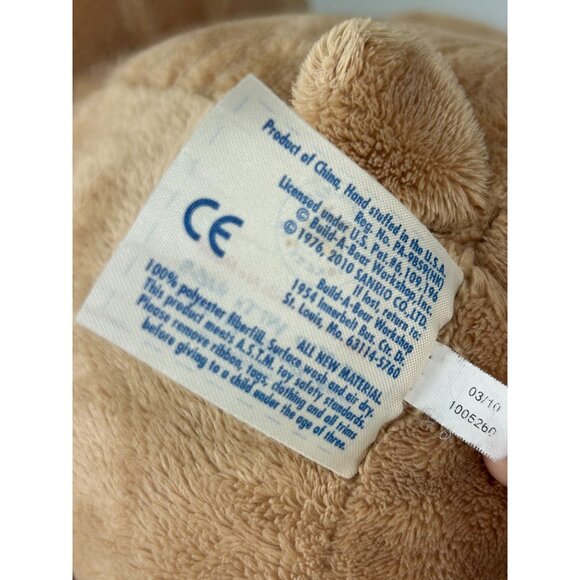 Product of China, Hand stuffed in the U.S.A.
Reg. No. PA-9859(HK)
Licensed under U.S. Pat.#6,109,196
© Build-A-Bear Workshop, Inc.
© 1976, 2010 SANRIO CO.,LTD.
If lost, return to:
Build-A-Bear Workshop
1954 Innerbelt Bus. Ctr. Dr.
St. Louis, Mo. 63114-5760
CE
ALL NEW MATERIAL
100% polyester fiberfill. Surface wash and air dry.
This product meets A.S.T.M. toy safety standards.
Please remove ribbon, tags, clothing and all trims
before giving to a child under the age of three.
03/10
1005260